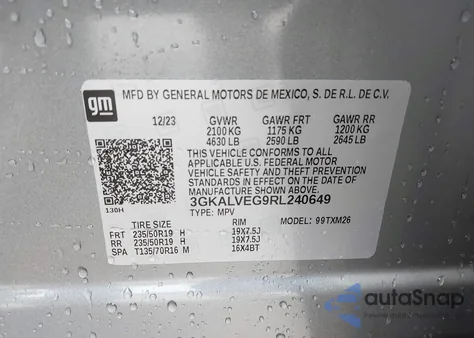 gm
MFD BY GENERAL MOTORS DE MEXICO, S. DE R.L. DE C.V.
12/23 GVWR GAWR FRT GAWR RR
2100 KG 1175 KG 1200 KG
4630 LB 2590 LB 2645 LB
THIS VEHICLE CONFORMS TO ALL
APPLICABLE U.S. FEDERAL MOTOR
VEHICLE SAFETY AND THEFT
PREVENTION STANDARDS IN EFFECT ON
THE DATE OF MANUFACTURE SHOWN ABOVE.
3GKALVEG9RL240649
130H TYPE: MPV MODEL: 99TXM26
TIRE SIZE RIM
FRT 235/50R19 H 19X7.5J
RR 235/50R19 H 19X7.5J
SPA T135/70R16 M 16X4BT
autoSnap